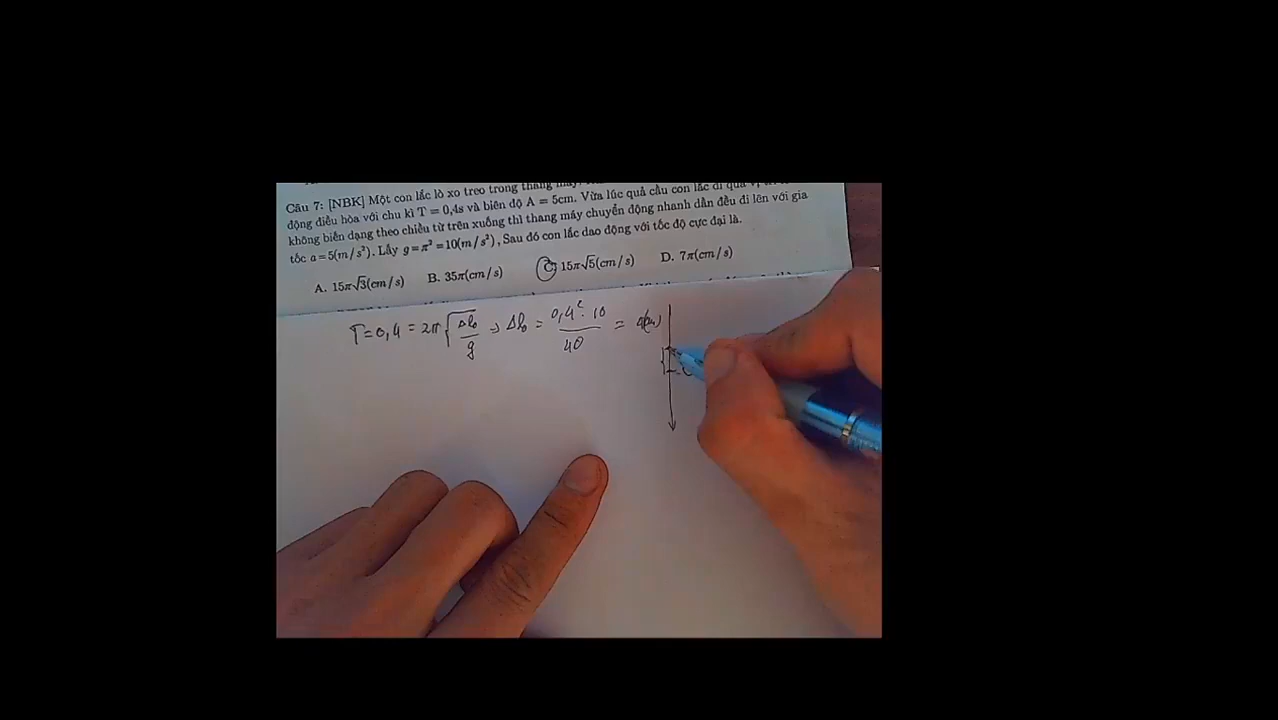 Câu 7: [NBK] Một con lắc lò xo treo trong thang máy.
động điều hòa với chu kì T = 0,4s và biên độ A = 5cm. Vừa lúc quả cầu con lắc đi qua vị trí
không biến dạng theo chiều từ trên xuống thì thang máy chuyển động nhanh dần đều đi lên với gia
tốc a = 5(m/s²). Lấy g = π² = 10(m/s²), Sau đó con lắc dao động với tốc độ cực đại là.
A. 15π√3(cm/s) B. 35π(cm/s) C. 15π√5(cm/s) D. 7π(cm/s)
T = 0,4 = 2π√(Δl₀/g) → Δl₀ = 0,4² · 10 / 40 =